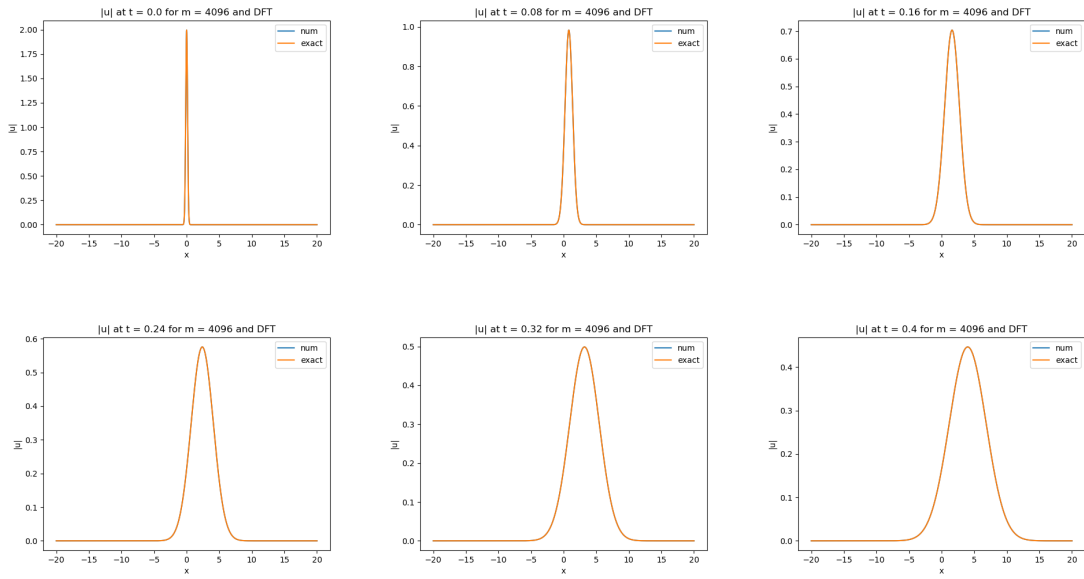 |u| at t = 0.0 for m = 4096 and DFT
2.00
1.75
1.50
1.25
1.00
0.75
0.50
0.25
0.00
|u|
num
exact
−20 −15 −10 −5 0 5 10 15 20
x
|u| at t = 0.08 for m = 4096 and DFT
1.0
0.8
0.6
0.4
0.2
0.0
|u|
num
exact
−20 −15 −10 −5 0 5 10 15 20
x
|u| at t = 0.16 for m = 4096 and DFT
0.7
0.6
0.5
0.4
0.3
0.2
0.1
0.0
|u|
num
exact
−20 −15 −10 −5 0 5 10 15 20
x
|u| at t = 0.24 for m = 4096 and DFT
0.6
0.5
0.4
0.3
0.2
0.1
0.0
|u|
num
exact
−20 −15 −10 −5 0 5 10 15 20
x
|u| at t = 0.32 for m = 4096 and DFT
0.5
0.4
0.3
0.2
0.1
0.0
|u|
num
exact
−20 −15 −10 −5 0 5 10 15 20
x
|u| at t = 0.4 for m = 4096 and DFT
0.4
0.3
0.2
0.1
0.0
|u|
num
exact
−20 −15 −10 −5 0 5 10 15 20
x